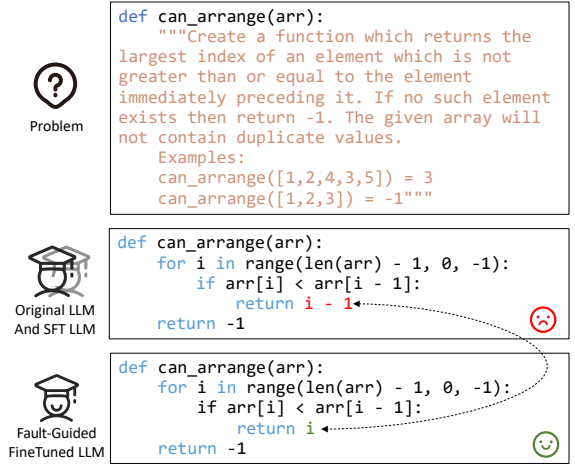 def can_arrange(arr):
    """Create a function which returns the
largest index of an element which is not
greater than or equal to the element
immediately preceding it. If no such element
exists then return -1. The given array will
not contain duplicate values.
    Examples:
    can_arrange([1,2,4,3,5]) = 3
    can_arrange([1,2,3]) = -1"""
?
Problem
def can_arrange(arr):
    for i in range(len(arr) - 1, 0, -1):
        if arr[i] < arr[i - 1]:
            return i - 1
    return -1
Original LLM
And SFT LLM
def can_arrange(arr):
    for i in range(len(arr) - 1, 0, -1):
        if arr[i] < arr[i - 1]:
            return i
    return -1
Fault-Guided
FineTuned LLM